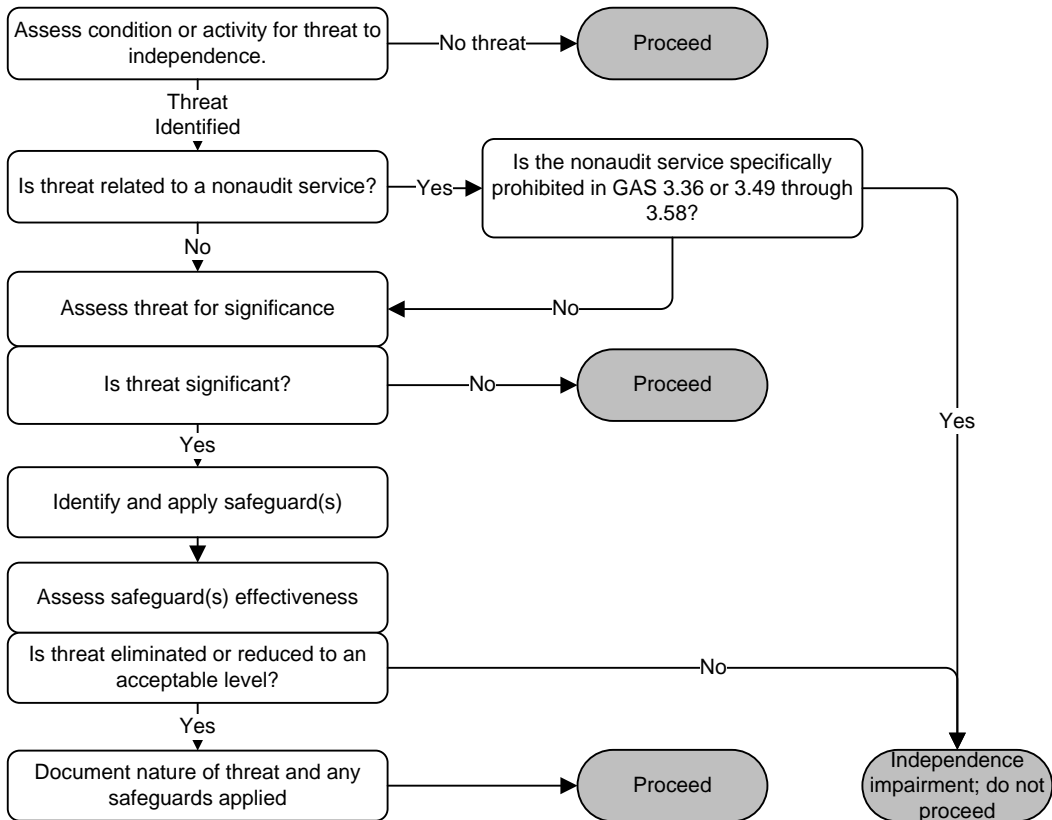 Assess condition or activity for threat to
independence.
No threat
Proceed
Threat
Identified
Is threat related to a nonaudit service?
Yes
Is the nonaudit service specifically
prohibited in GAS 3.36 or 3.49 through
3.58?
No
Assess threat for significance
No
Is threat significant?
No
Proceed
Yes
Yes
Identify and apply safeguard(s)
Assess safeguard(s) effectiveness
Is threat eliminated or reduced to an
acceptable level?
No
Yes
Document nature of threat and any
safeguards applied
Proceed
Independence
impairment; do not
proceed